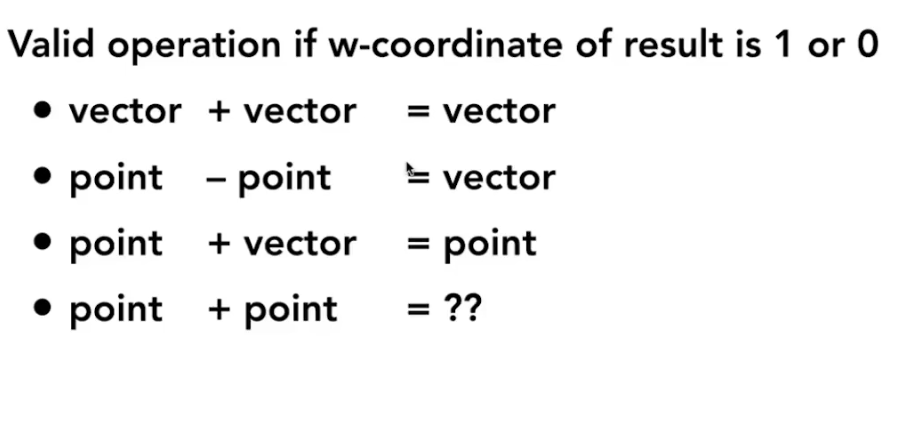 Valid operation if w-coordinate of result is 1 or 0
• vector + vector = vector
• point – point = vector
• point + vector = point
• point + point = ??